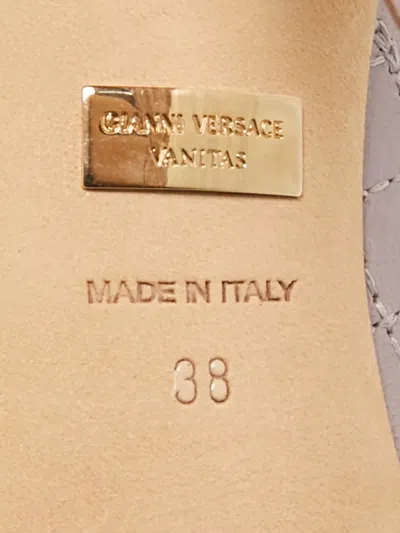 GIANNI VERSACE
VANITAS
MADE IN ITALY
38